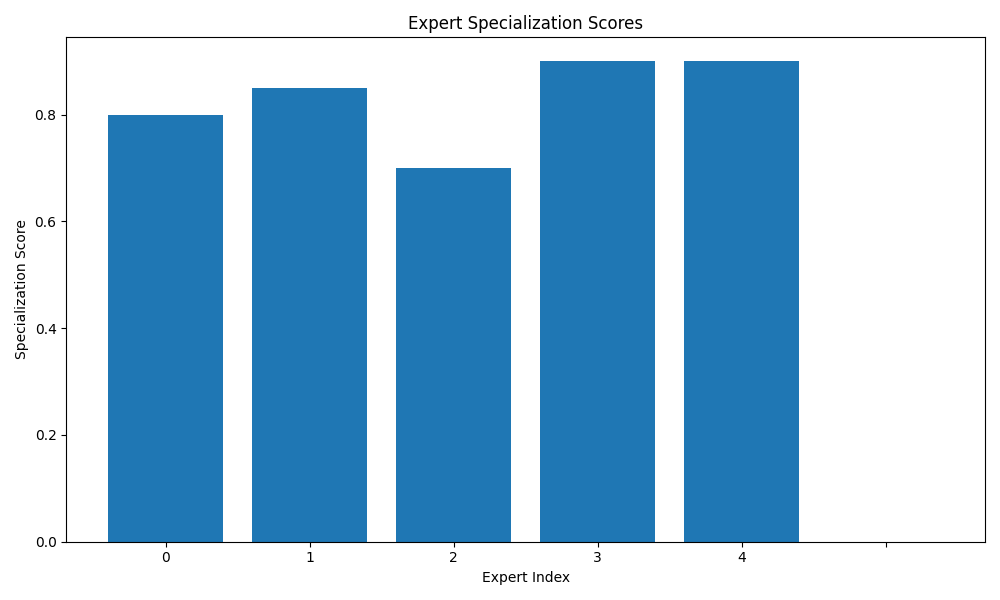 Expert Specialization Scores
Specialization Score
0.8
0.6
0.4
0.2
0.0
0 1 2 3 4
Expert Index